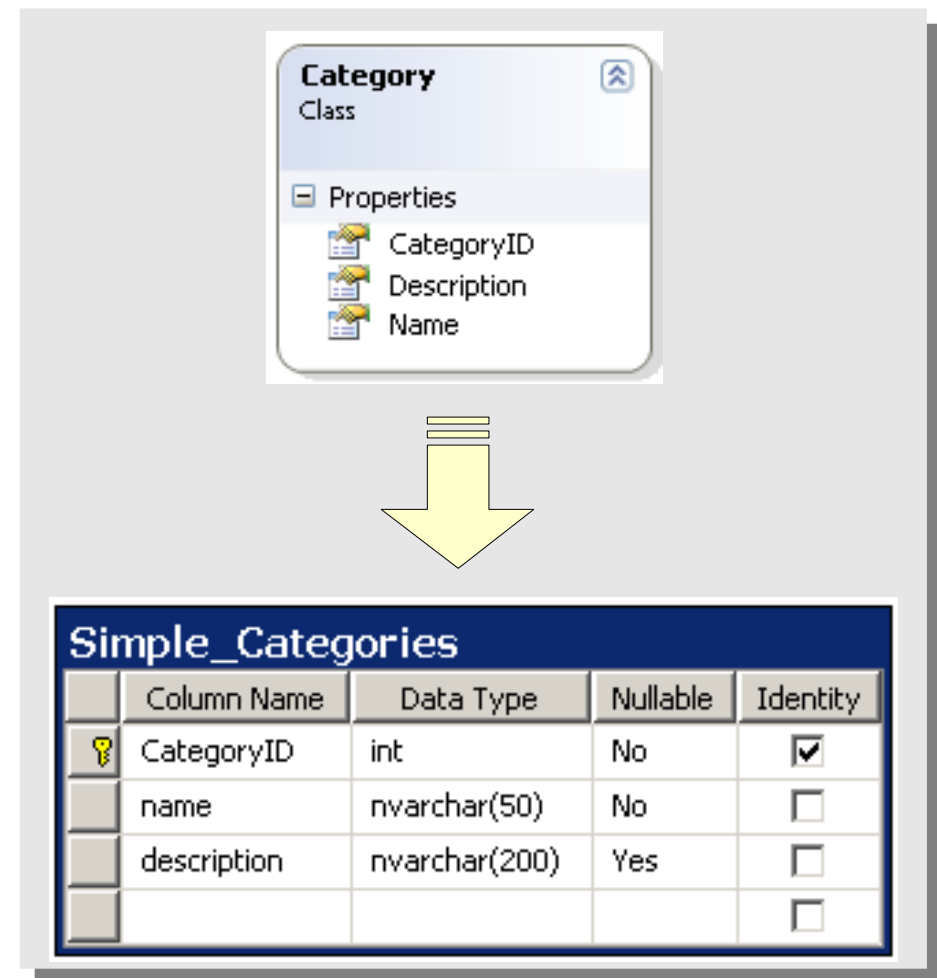 Category
Class
Properties
CategoryID
Description
Name
Simple_Categories
Column Name Data Type Nullable Identity
CategoryID int No
name nvarchar(50) No
description nvarchar(200) Yes